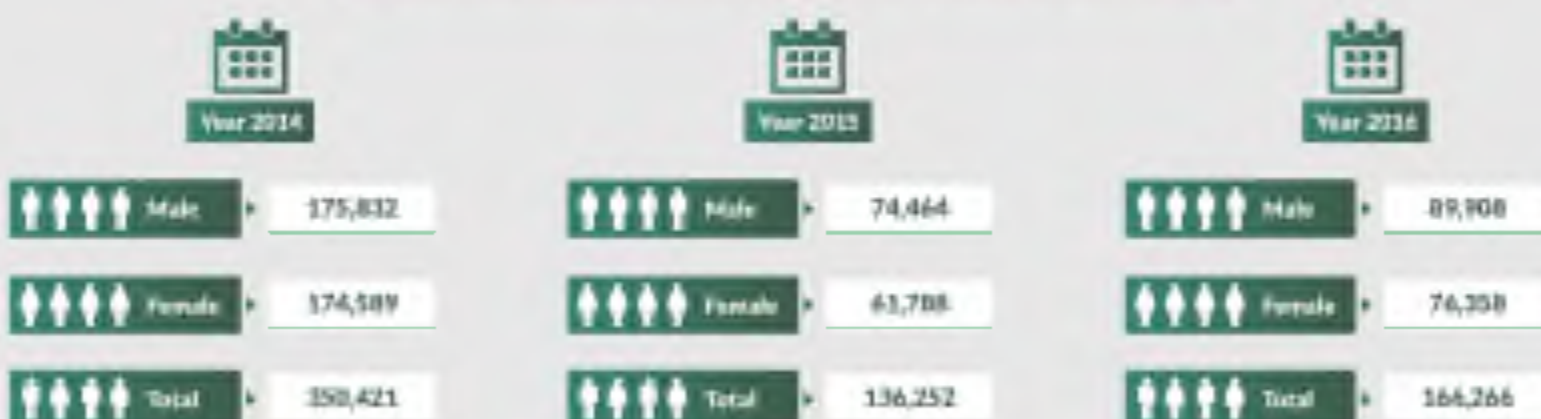 Year 2014
Male 175,832
Female 174,589
Total 350,421
Year 2015
Male 74,464
Female 61,788
Total 136,252
Year 2016
Male 89,908
Female 76,358
Total 166,266